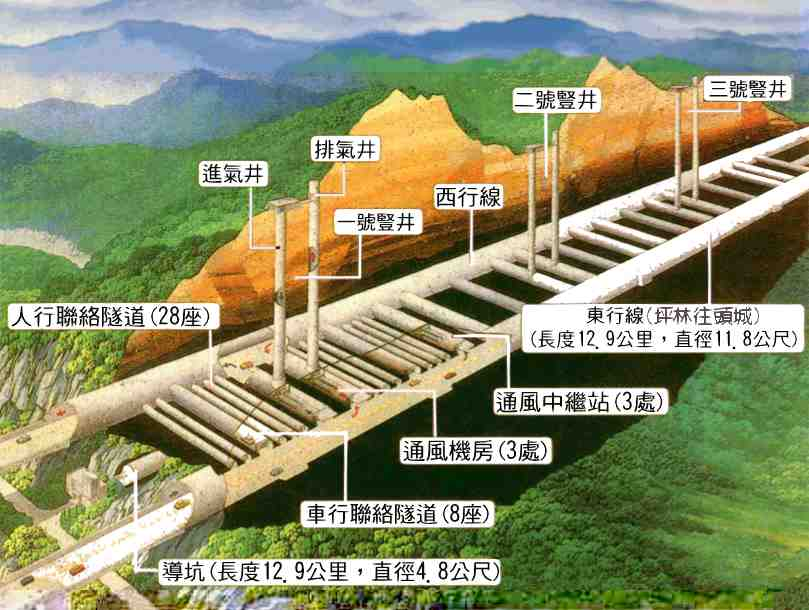 三號豎井
二號豎井
排氣井
進氣井
西行線
一號豎井
人行聯絡隧道(28座)
東行線(坪林往頭城)
(長度12.9公里，直徑11.8公尺)
通風中繼站(3處)
通風機房(3處)
車行聯絡隧道(8座)
導坑(長度12.9公里，直徑4.8公尺)